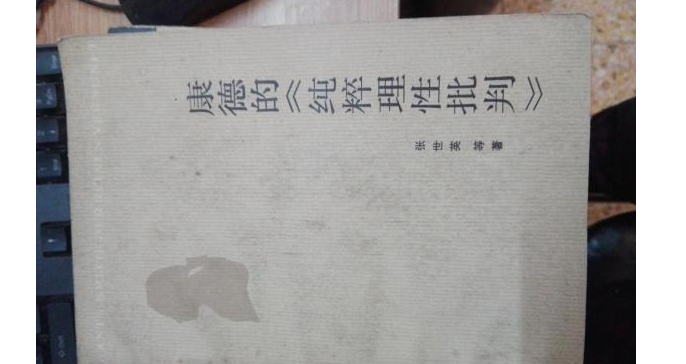 康德的《纯粹理性批判》
张世英 等著